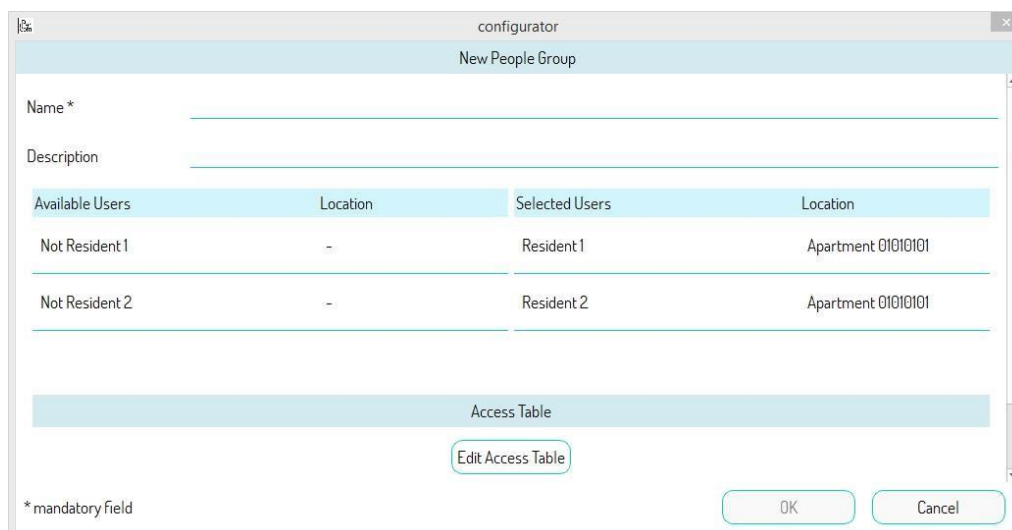 configurator
New People Group
Name *
Description
Available Users Location Selected Users Location
Not Resident 1 - Resident 1 Apartment 01010101
Not Resident 2 - Resident 2 Apartment 01010101
Access Table
Edit Access Table
* mandatory field OK Cancel